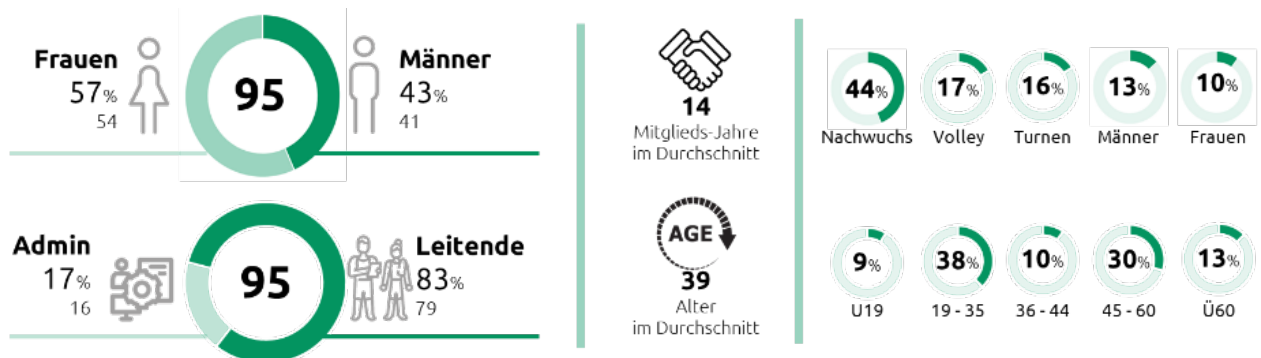 Frauen
57%
54
95
Männer
43%
41
Admin
17%
16
95
Leitende
83%
79
14
Mitglieds-Jahre
im Durchschnitt
AGE
39
Alter
im Durchschnitt
44% 17% 16% 13% 10%
Nachwuchs Volley Turnen Männer Frauen
9% 38% 10% 30% 13%
U19 19 - 35 36 - 44 45 - 60 Ü60